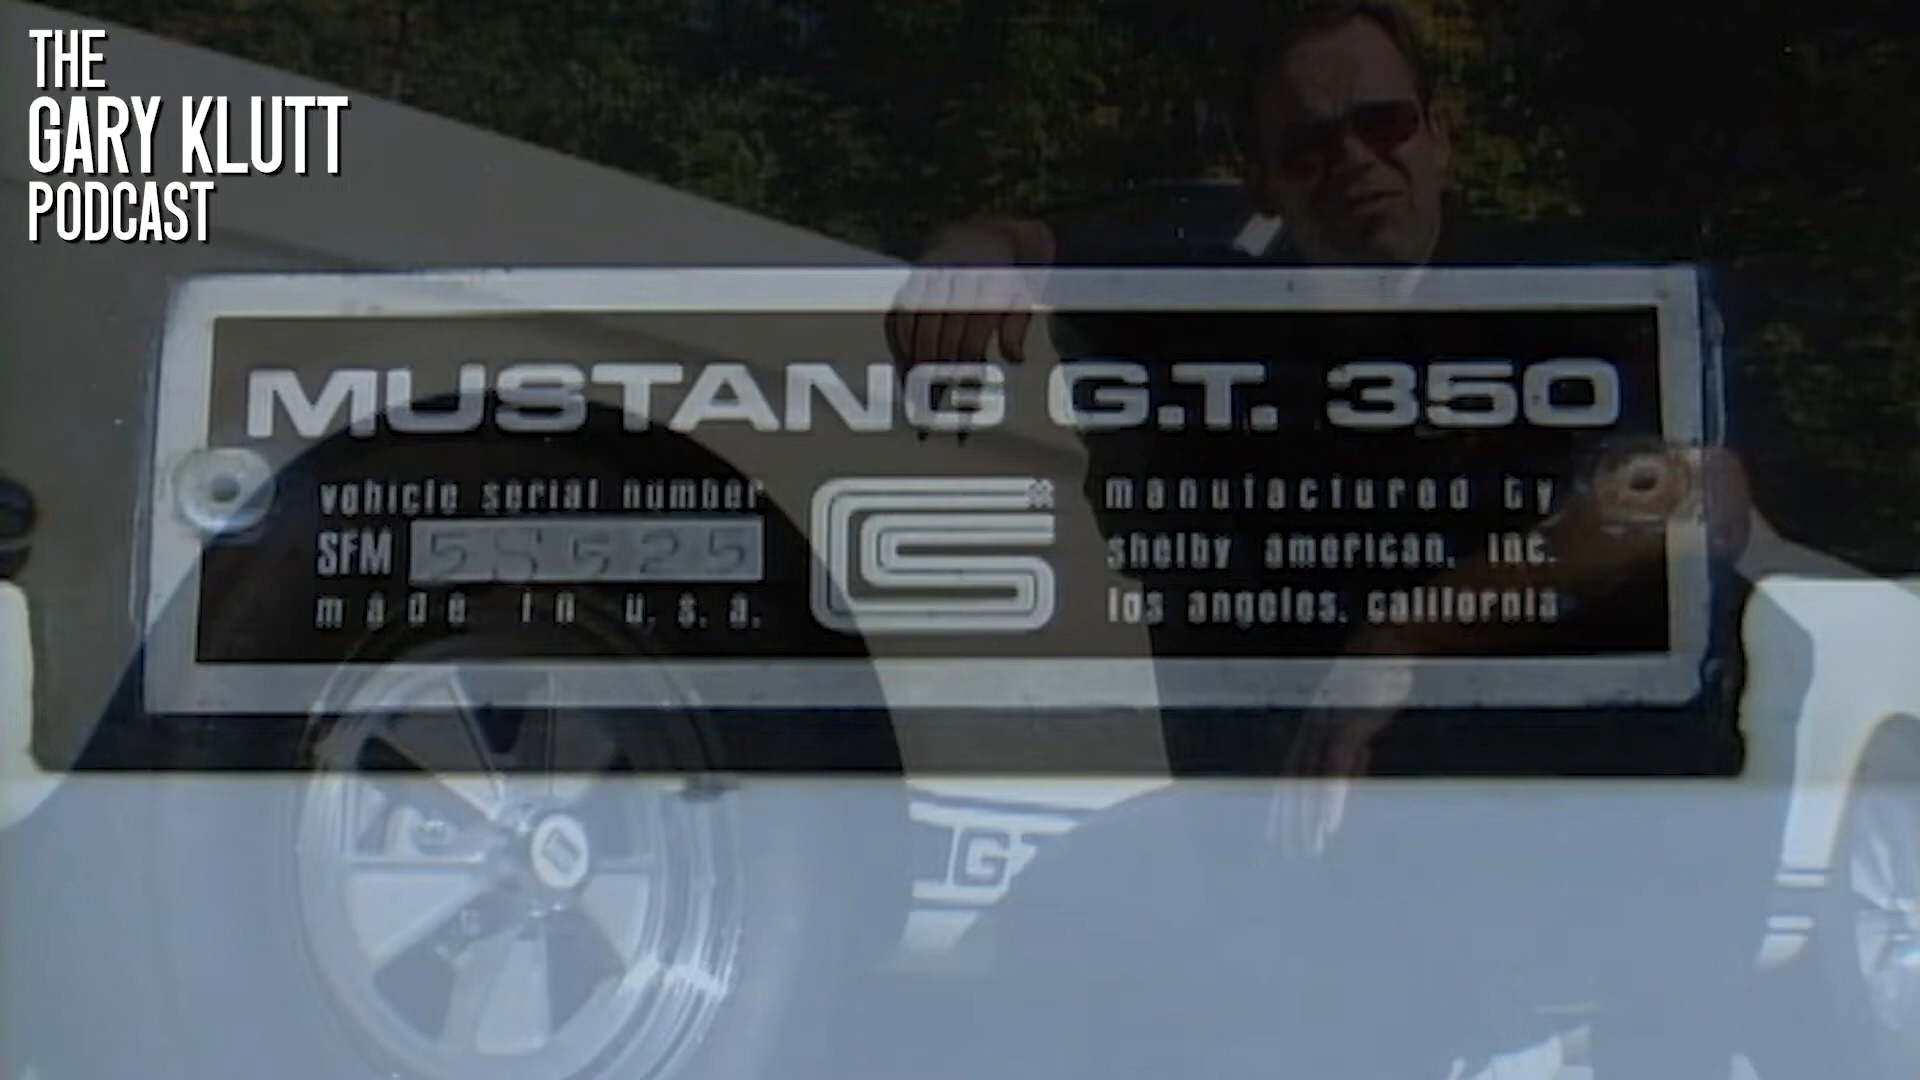 THE
GARY KLUTT
PODCAST
MUSTANG G.T. 350
vehicle serial number
SFM 5S525
made in u.s.a.
manufactured by
shelby american, inc.
los angeles, california
G